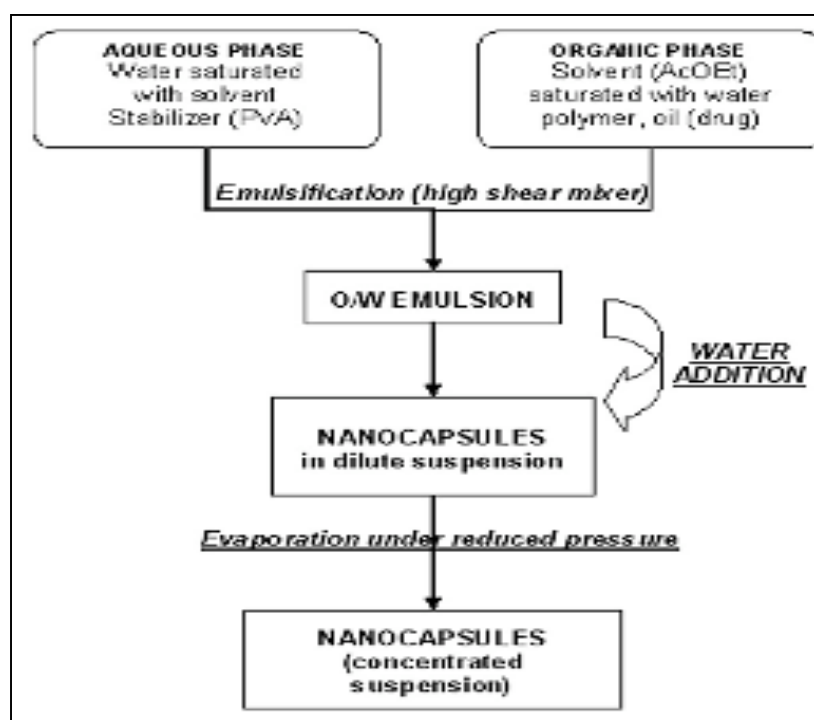 AQUEOUS PHASE
Water saturated
with solvent
Stabilizer (PVA)
ORGANIC PHASE
Solvent (AcOEt)
saturated with water
polymer, oil (drug)
Emulsification (high shear mixer)
O/W EMULSION
WATER
ADDITION
NANOCAPSULES
in dilute suspension
Evaporation under reduced pressure
NANOCAPSULES
(concentrated
suspension)